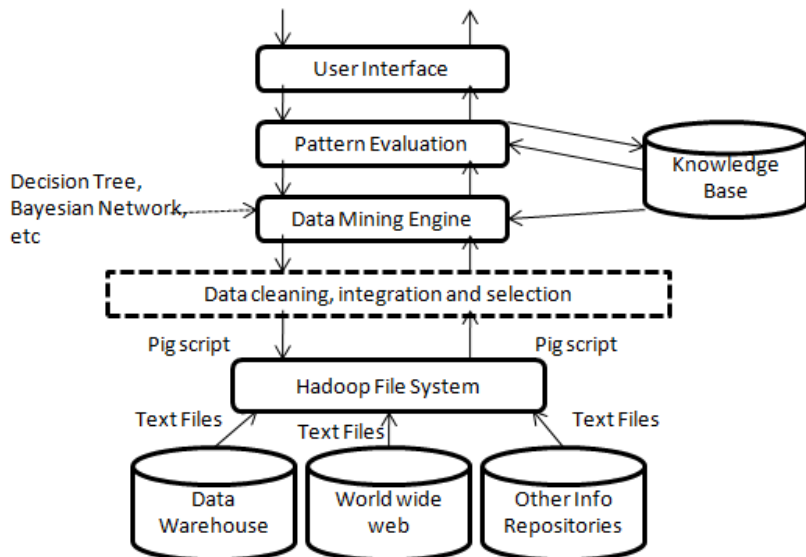 User Interface
Pattern Evaluation
Knowledge
Base
Decision Tree,
Bayesian Network,
etc
Data Mining Engine
Data cleaning, integration and selection
Pig script
Pig script
Hadoop File System
Text Files
Text Files
Text Files
Data
Warehouse
World wide
web
Other Info
Repositories